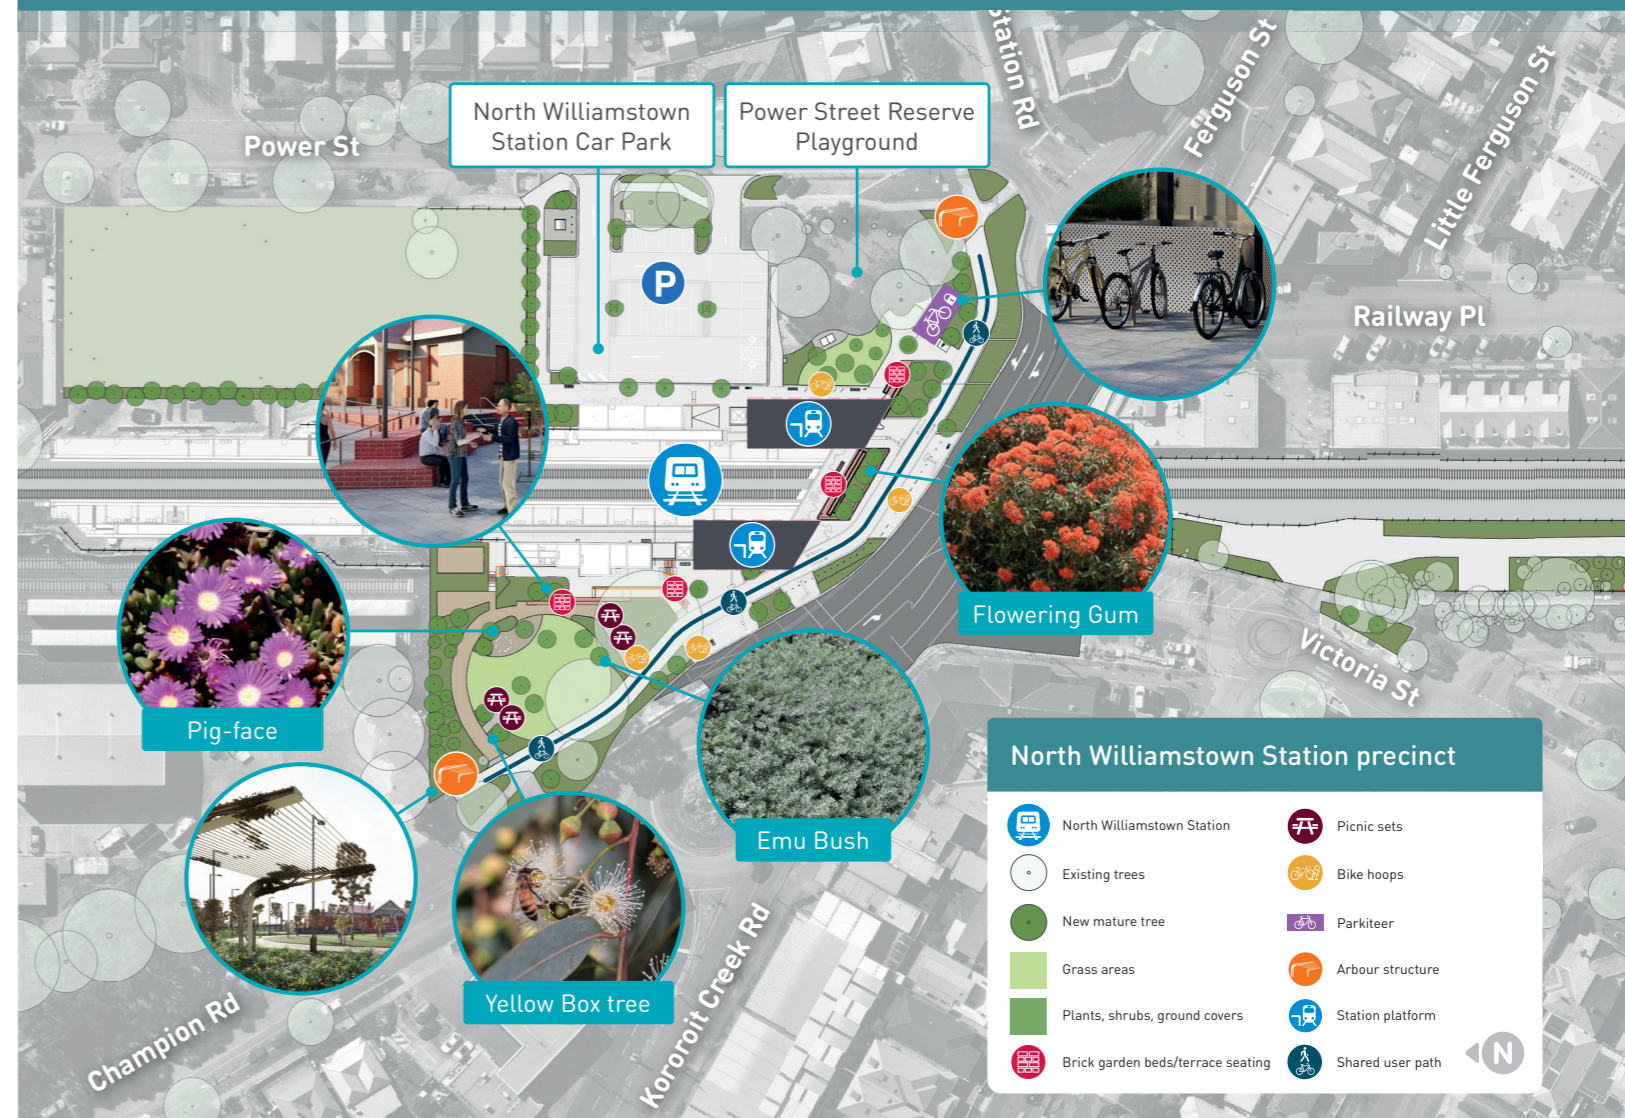 Station Rd
Ferguson St
Little Ferguson St
Power St
North Williamstown
Station Car Park
Power Street Reserve
Playground
P
Railway Pl
Flowering Gum
Victoria St
Pig-face
Emu Bush
Yellow Box tree
Champion Rd
Kororoit Creek Rd
North Williamstown Station precinct
North Williamstown Station
Existing trees
New mature tree
Grass areas
Plants, shrubs, ground covers
Brick garden beds/terrace seating
Picnic sets
Bike hoops
Parkiteer
Arbour structure
Station platform
Shared user path
N